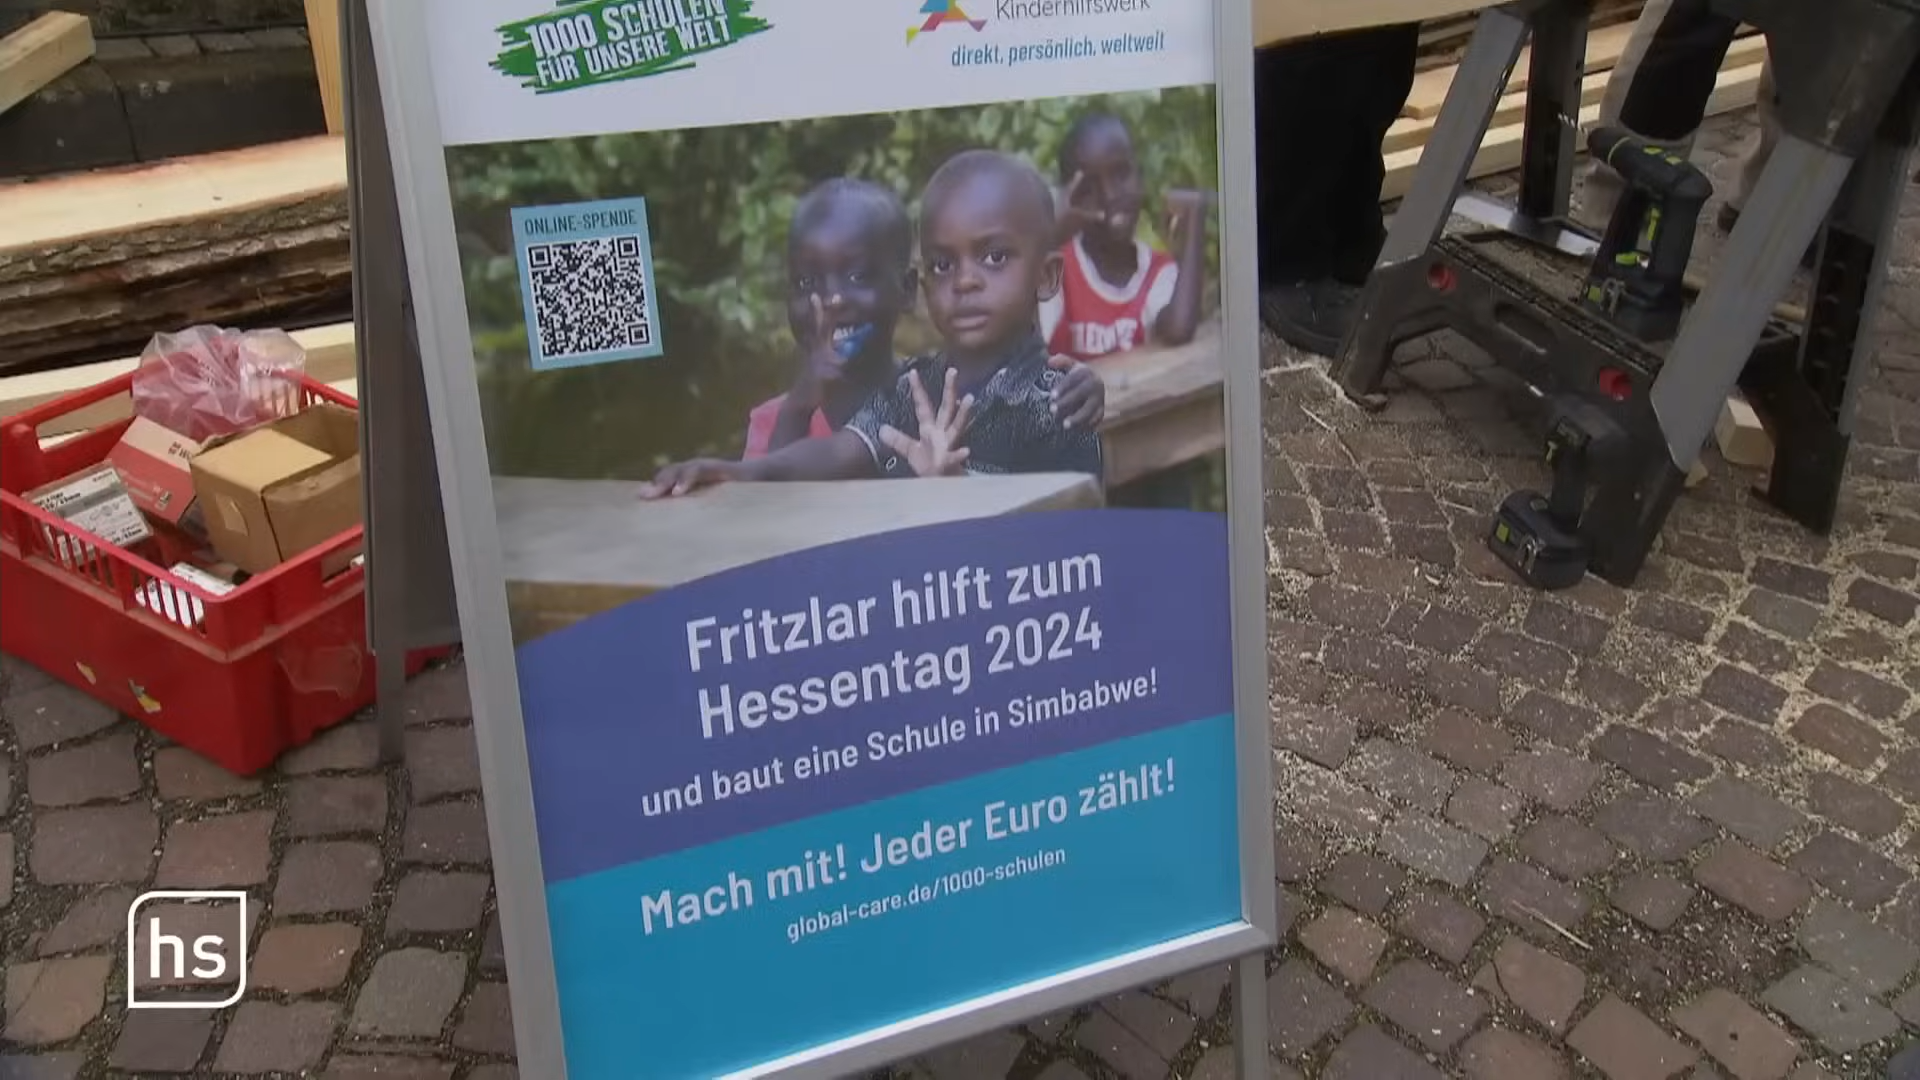 1000 SCHULEN
FÜR UNSERE WELT
Kinderhilfswerk
direkt, persönlich, weltweit
ONLINE-SPENDE
Fritzlar hilft zum
Hessentag 2024
und baut eine Schule in Simbabwe!
Mach mit! Jeder Euro zählt!
global-care.de/1000-schulen
hs